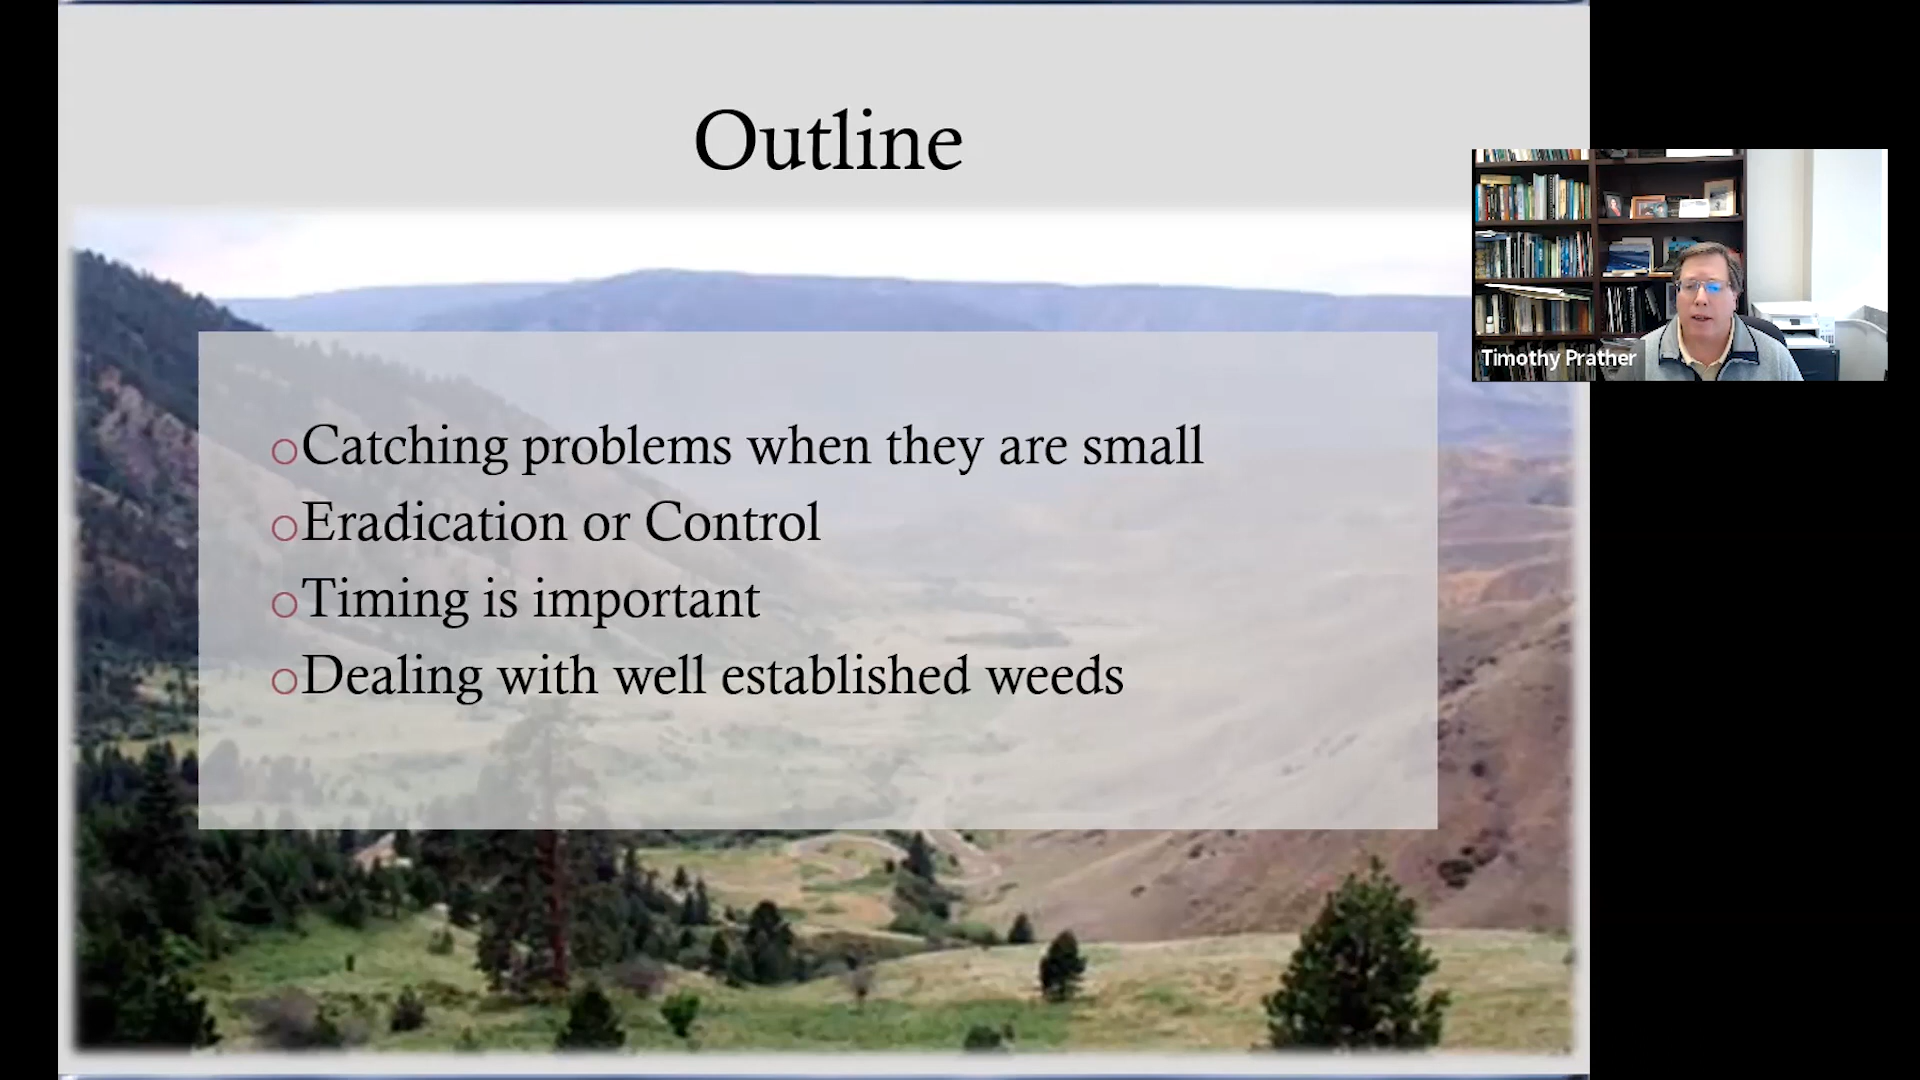 Outline
Timothy Prather
Catching problems when they are small
Eradication or Control
Timing is important
Dealing with well established weeds